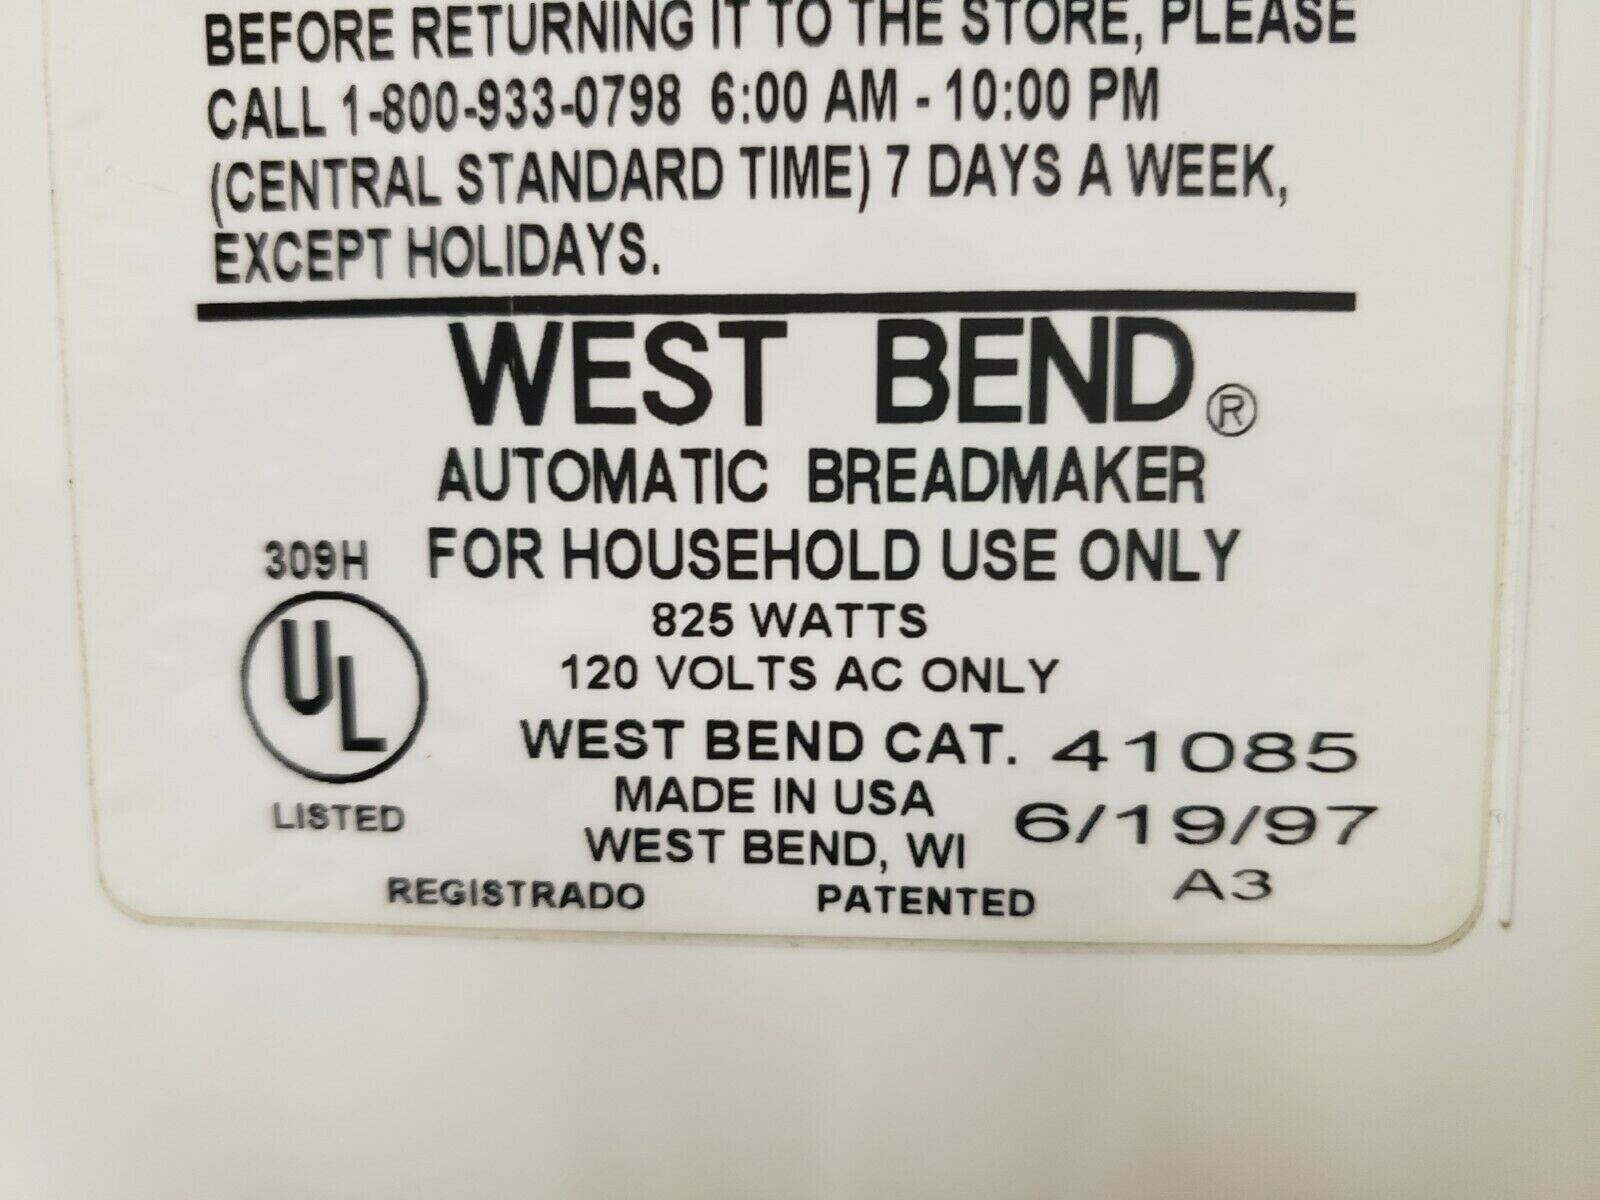 BEFORE RETURNING IT TO THE STORE, PLEASE
CALL 1-800-933-0798 6:00 AM - 10:00 PM
(CENTRAL STANDARD TIME) 7 DAYS A WEEK,
EXCEPT HOLIDAYS.
WEST BEND®
AUTOMATIC BREADMAKER
309H FOR HOUSEHOLD USE ONLY
825 WATTS
120 VOLTS AC ONLY
UL
LISTED
WEST BEND CAT. 41085
MADE IN USA
WEST BEND, WI 6/19/97
REGISTRADO PATENTED A3